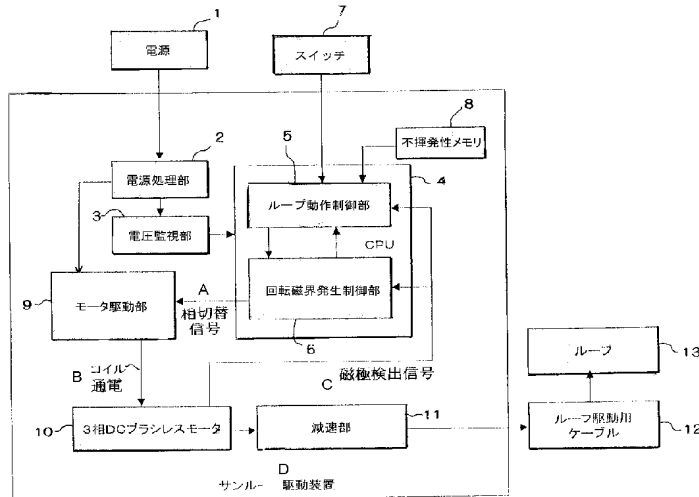 1
電源
7
スイッチ
8
不揮発性メモリ
2
電源処理部
5
4
ループ動作制御部
3
電圧監視部
CPU
A
相切替
信号
回転磁界発生制御部
6
9
モータ駆動部
B
コイル
通電
C
磁極検出信号
ループ
13
10
3相DCブラシレスモータ
減速部
11
ルーフ駆動用
ケーブル
12
D
サンルー 駆動装置